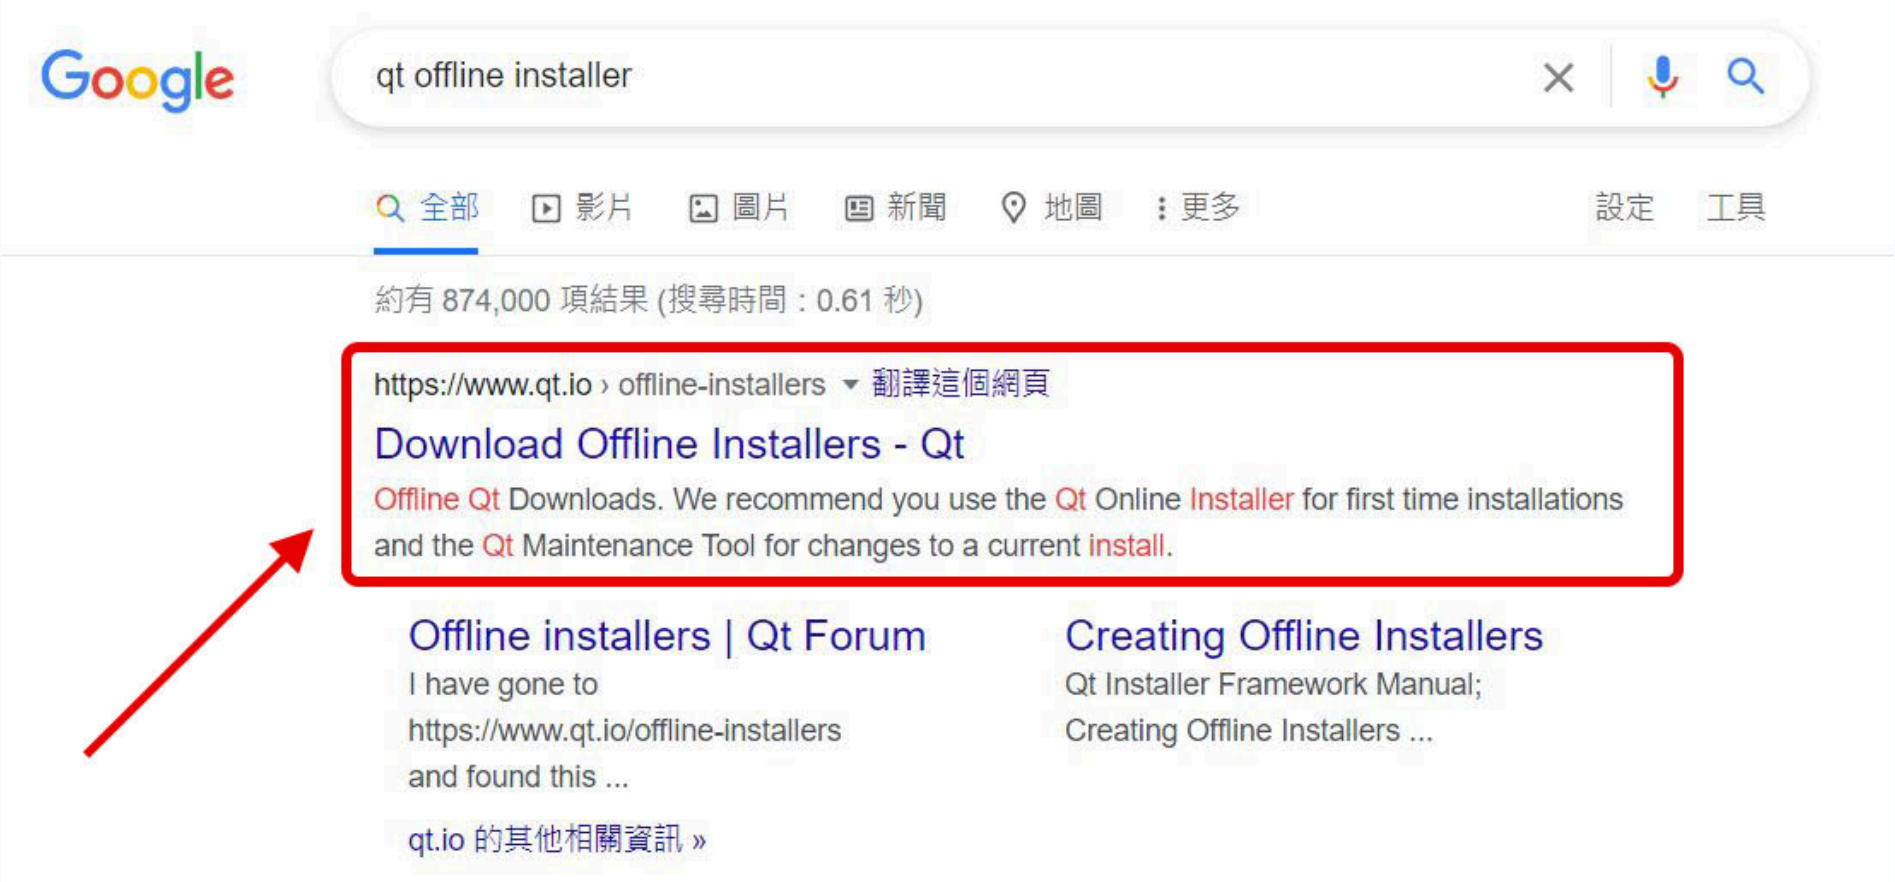 Google
qt offline installer
全部 影片 圖片 新聞 地圖 更多 設定 工具
約有 874,000 項結果 (搜尋時間：0.61 秒)
https://www.qt.io › offline-installers ▼ 翻譯這個網頁
Download Offline Installers - Qt
Offline Qt Downloads. We recommend you use the Qt Online Installer for first time installations
and the Qt Maintenance Tool for changes to a current install.
Offline installers | Qt Forum
I have gone to
https://www.qt.io/offline-installers
and found this ...
Creating Offline Installers
Qt Installer Framework Manual;
Creating Offline Installers ...
qt.io 的其他相關資訊 »